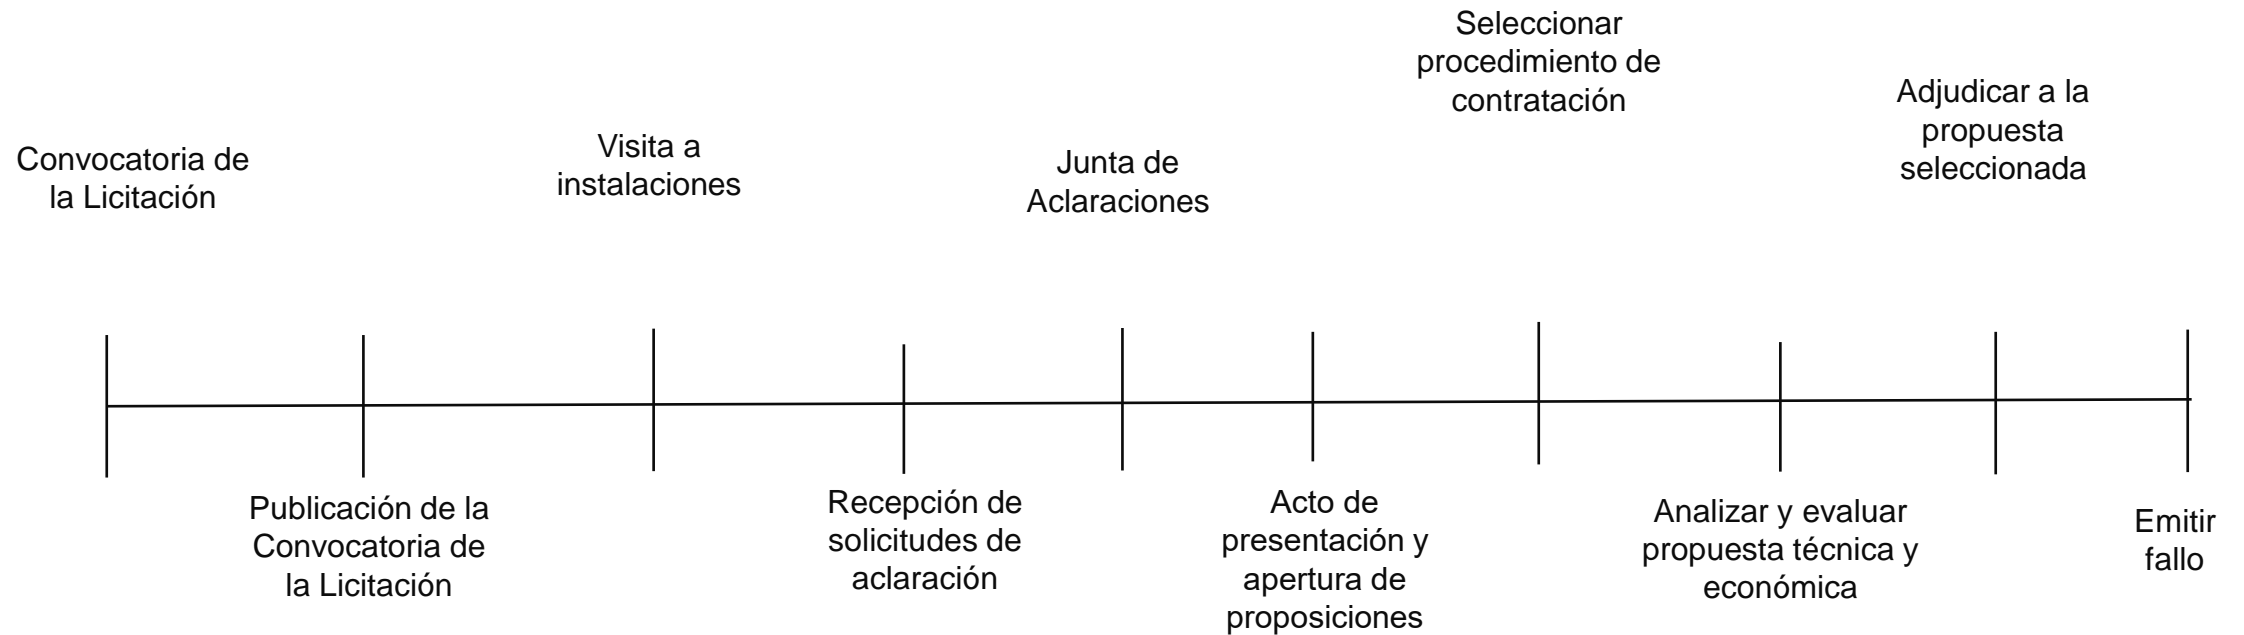 Convocatoria de
la Licitación
Publicación de la
Convocatoria de
la Licitación
Visita a
instalaciones
Recepción de
solicitudes de
aclaración
Junta de
Aclaraciones
Acto de
presentación y
apertura de
proposiciones
Seleccionar
procedimiento de
contratación
Analizar y evaluar
propuesta técnica y
económica
Adjudicar a la
propuesta
seleccionada
Emitir
fallo